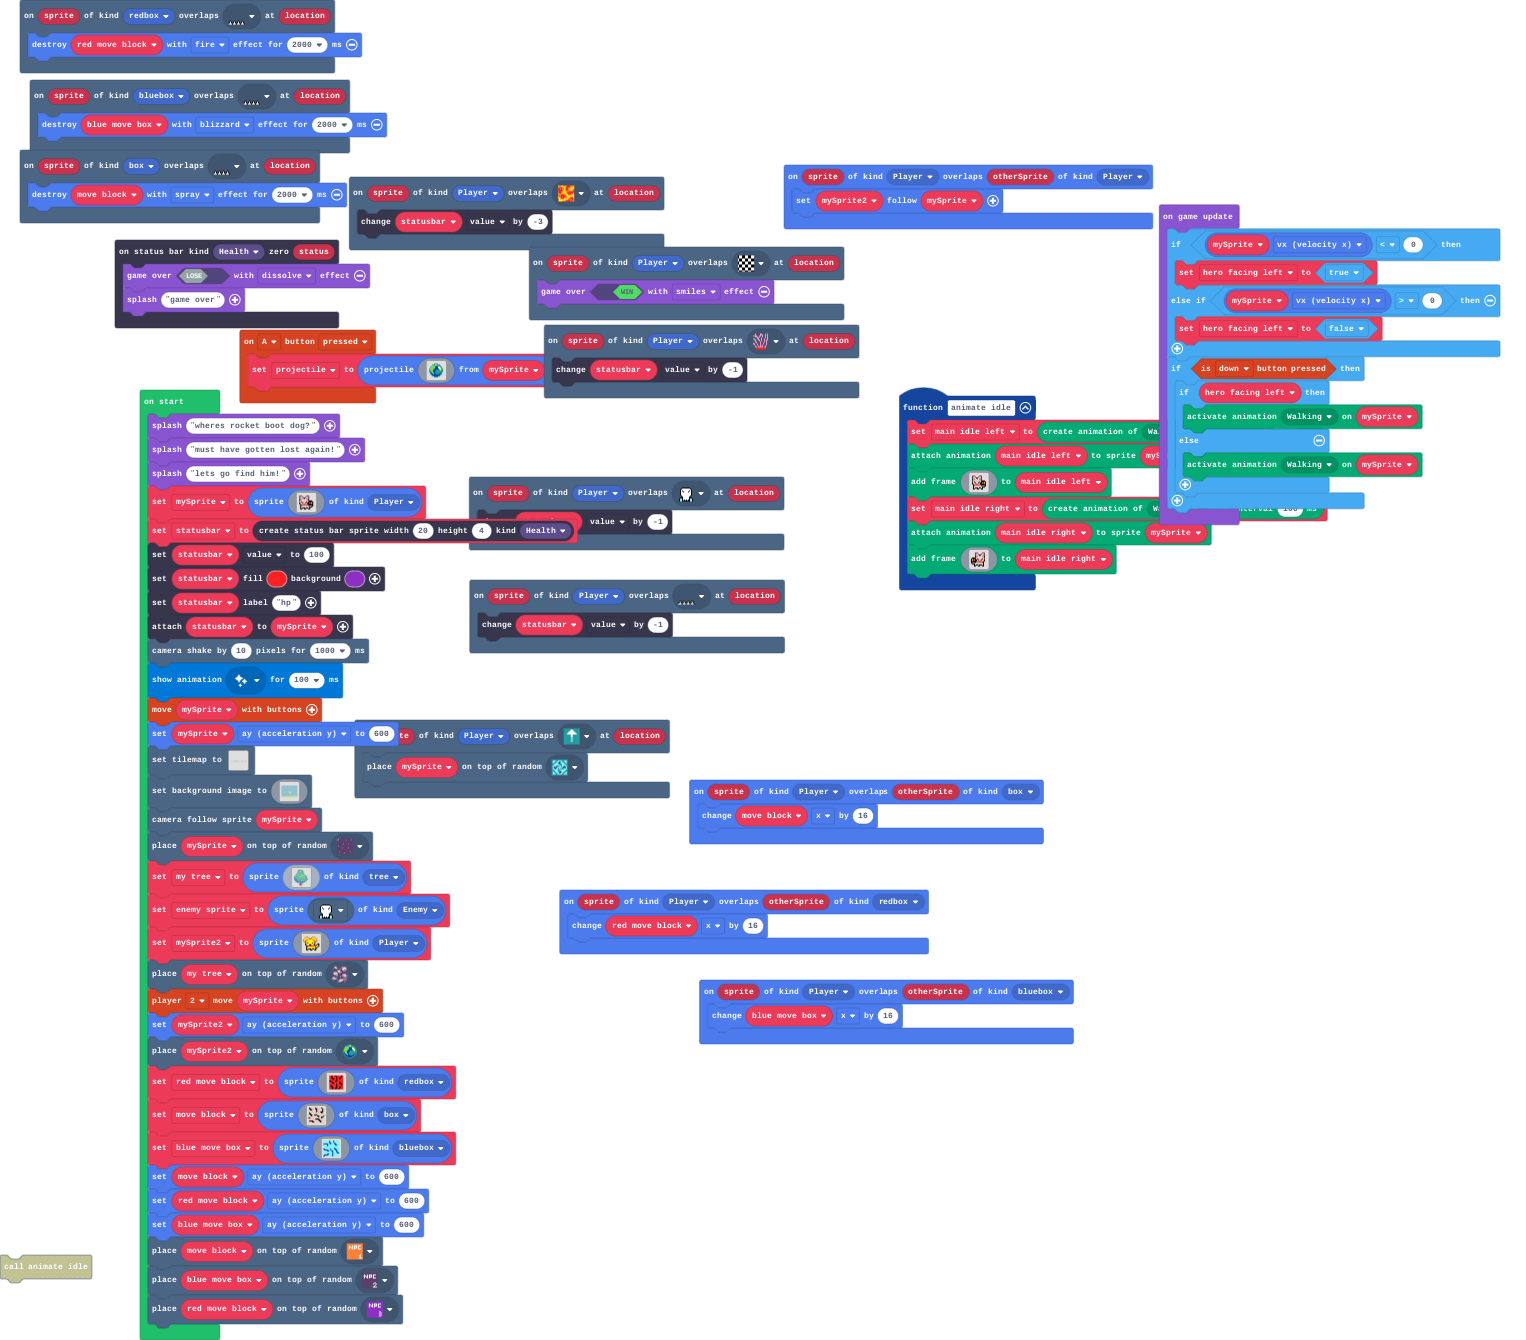 on sprite of kind redbox overlaps at location
destroy red move block with fire effect for 2000 ms
on sprite of kind bluebox overlaps at location
destroy blue move box with blizzard effect for 2000 ms
on sprite of kind box overlaps at location
destroy move block with spray effect for 2000 ms
on sprite of kind Player overlaps at location
change statusbar value by -3
on sprite of kind Player overlaps otherSprite of kind Player
set mySprite2 follow mySprite
on status bar kind Health zero status
game over LOSE with dissolve effect
splash "game over"
on sprite of kind Player overlaps at location
game over WIN with smiles effect
on A button pressed
set projectile to projectile from mySprite
on sprite of kind Player overlaps at location
change statusbar value by -1
on game update
if mySprite vx (velocity x) < 0 then
set hero facing left to true
else if mySprite vx (velocity x) > 0 then
set hero facing left to false
if is down button pressed then
if hero facing left then
activate animation Walking on mySprite
else
activate animation Walking on mySprite
function animate idle
set main idle left to create animation of
attach animation main idle left to sprite
add frame to main idle left
set main idle right to create animation of
attach animation main idle right to sprite mySprite
add frame to main idle right
on start
splash "wheres rocket boot dog?"
splash "must have gotten lost again!"
splash "lets go find him!"
set mySprite to sprite of kind Player
set statusbar to create status bar sprite width 20 height 4 kind Health
set statusbar value to 100
set statusbar fill background
set statusbar label "hp"
attach statusbar to mySprite
camera shake by 10 pixels for 1000 ms
show animation for 100 ms
move mySprite with buttons
set mySprite ay (acceleration y) to 600
set tilemap to
set background image to
camera follow sprite mySprite
place mySprite on top of random
set my tree to sprite of kind tree
set enemy sprite to sprite of kind Enemy
set mySprite2 to sprite of kind Player
place my tree on top of random
player 2 move mySprite with buttons
set mySprite2 ay (acceleration y) to 600
place mySprite2 on top of random
set red move block to sprite of kind redbox
set move block to sprite of kind box
set blue move box to sprite of kind bluebox
set move block ay (acceleration y) to 600
set red move block ay (acceleration y) to 600
set blue move box ay (acceleration y) to 600
place move block on top of random
place blue move box on top of random
place red move block on top of random
on sprite of kind Player overlaps at location
value by -1
on sprite of kind Player overlaps at location
change statusbar value by -1
of kind Player overlaps at location
place mySprite on top of random
on sprite of kind Player overlaps otherSprite of kind box
change move block x by 16
on sprite of kind Player overlaps otherSprite of kind redbox
change red move block x by 16
on sprite of kind Player overlaps otherSprite of kind bluebox
change blue move box x by 16
call animate idle